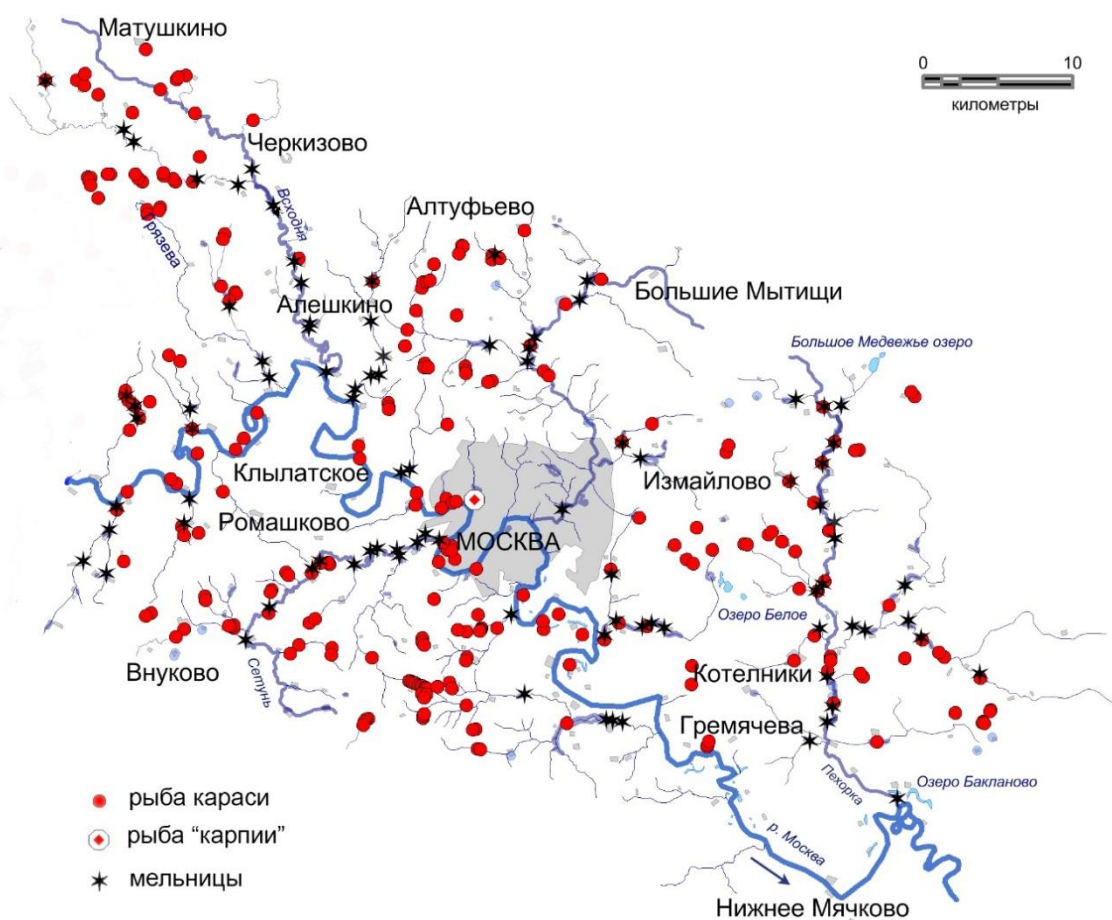 Матушкино
0 10
километры
Черкизово
Всходня
Алтуфьево
Грязева
Большие Мытищи
Алешкино
Большое Медвежье озеро
Клылатское
Измайлово
Ромашково
МОСКВА
Озеро Белое
Внуково
Сетунь
Котелники
Гремячева
Пехорка
Озеро Бакланово
рыба караси
рыба “карпии”
р. Москва
мельницы
Нижнее Мячково